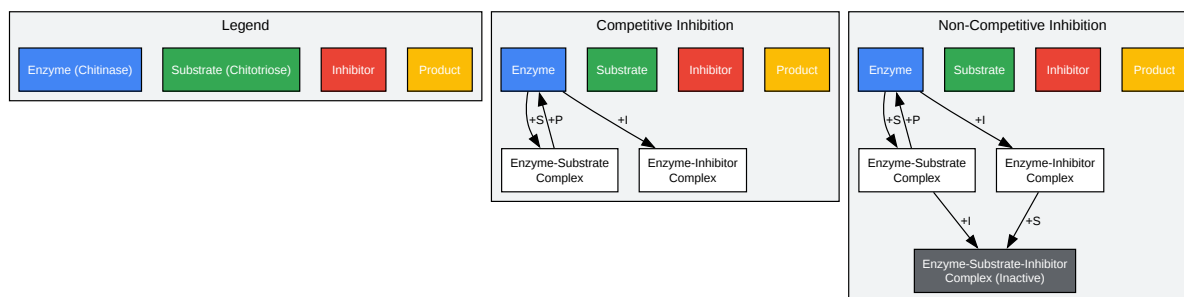 Legend
Enzyme (Chitinase)
Substrate (Chitotriose)
Inhibitor
Product
Competitive Inhibition
Enzyme
Substrate
Inhibitor
Product
+S
+P
+I
Enzyme-Substrate
Complex
Enzyme-Inhibitor
Complex
Non-Competitive Inhibition
Enzyme
Substrate
Inhibitor
Product
+S
+P
+I
Enzyme-Substrate
Complex
Enzyme-Inhibitor
Complex
+I
+S
Enzyme-Substrate-Inhibitor
Complex (Inactive)